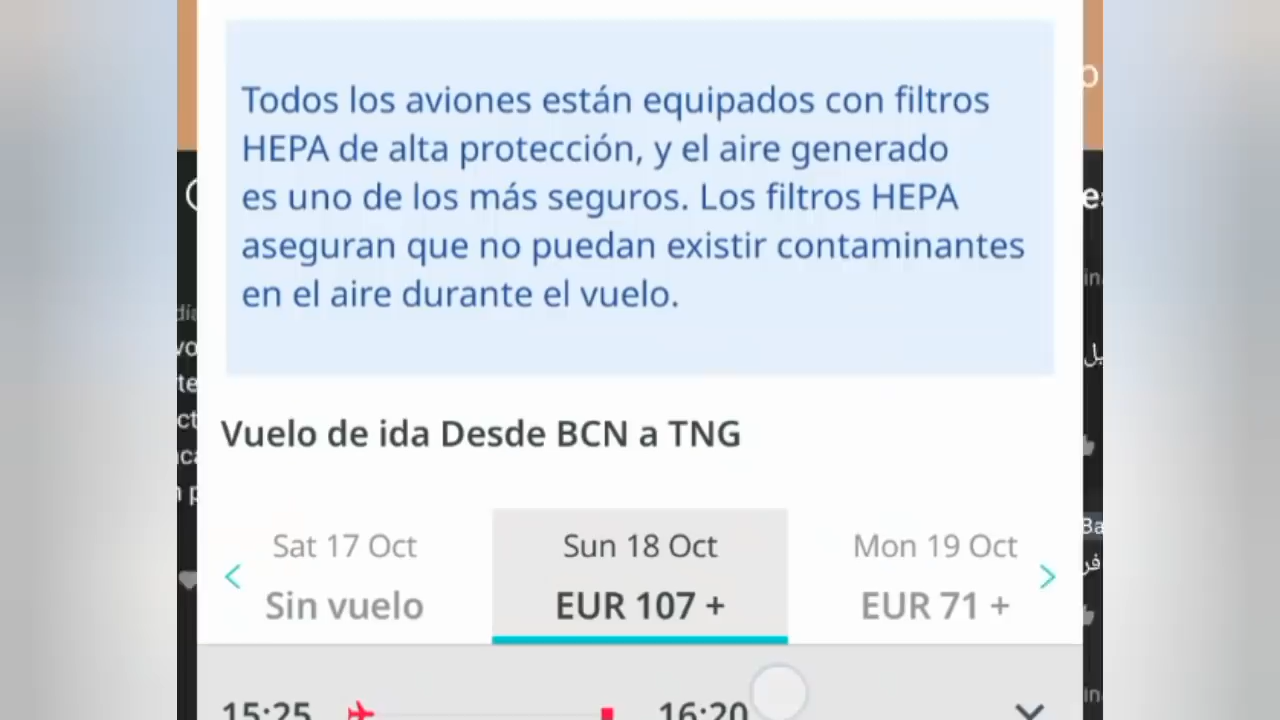 Todos los aviones están equipados con filtros
HEPA de alta protección, y el aire generado
es uno de los más seguros. Los filtros HEPA
aseguran que no puedan existir contaminantes
en el aire durante el vuelo.
Vuelo de ida Desde BCN a TNG
Sat 17 Oct
Sin vuelo
Sun 18 Oct
EUR 107 +
Mon 19 Oct
EUR 71 +
15:25
16:20